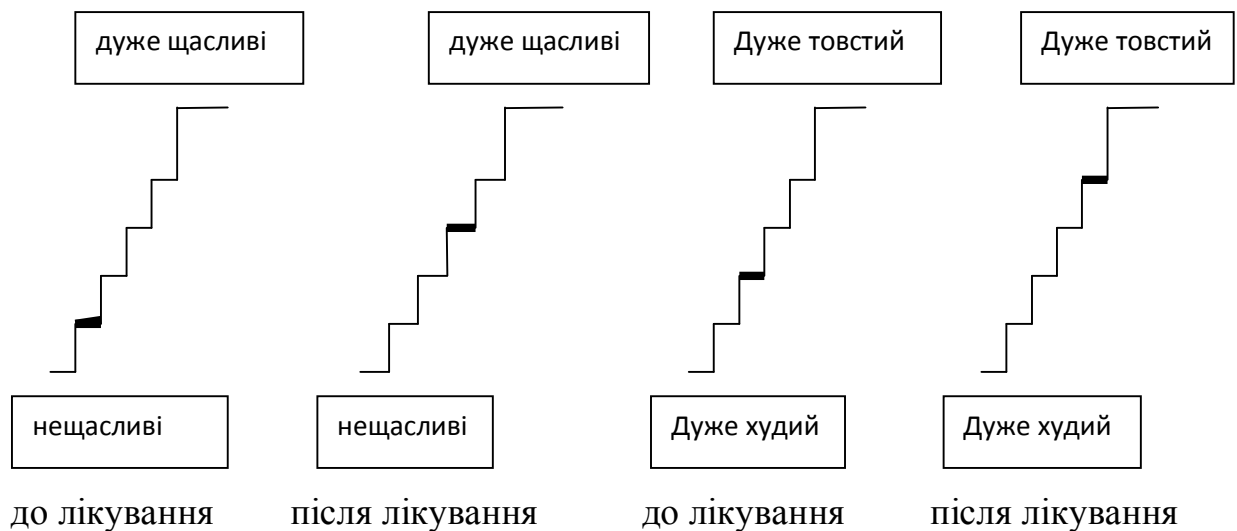 дуже щасливі дуже щасливі Дуже товстий Дуже товстий
нещасливі нещасливі Дуже худий Дуже худий
до лікування після лікування до лікування після лікування